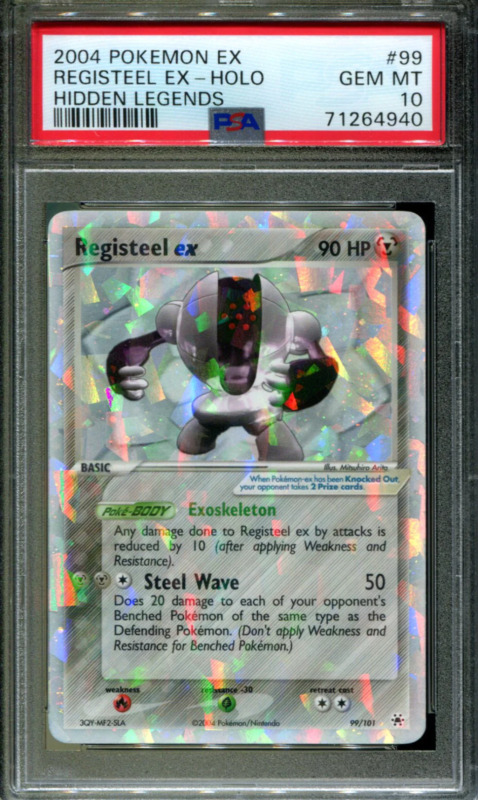 2004 POKEMON EX #99
REGISTEEL EX - HOLO GEM MT
HIDDEN LEGENDS 10
PSA 71264940
Registeel ex 90 HP
BASIC
Illus. Mitsuhiro Arita
When Pokémon-ex has been Knocked Out,
your opponent takes 2 Prize cards.
Poké-BODY Exoskeleton
Any damage done to Registeel ex by attacks is
reduced by 10 (after applying Weakness and
Resistance).
Steel Wave 50
Does 20 damage to each of your opponent's
Benched Pokémon of the same type as the
Defending Pokémon. (Don't apply Weakness and
Resistance for Benched Pokémon.)
weakness resistance -30 retreat cost
3QY-MF2-SLA ©2004 Pokémon/Nintendo 99/101